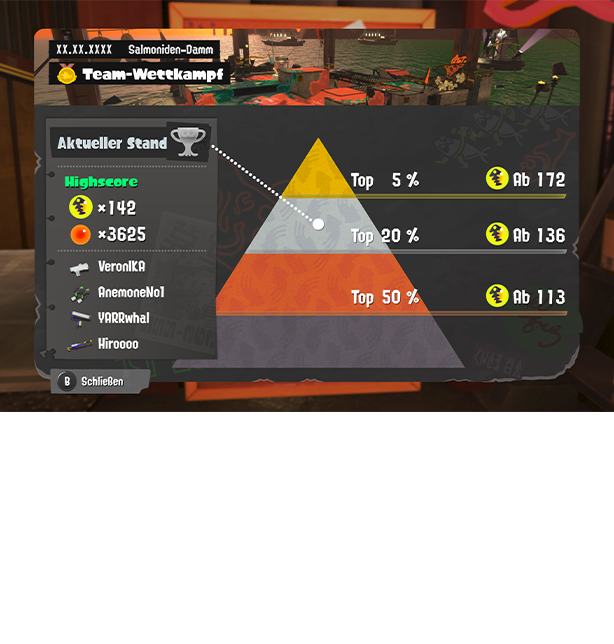 XX.XX.XXXX Salmoniden-Damm
Team-Wettkampf
Aktueller Stand
Highscore
×142
×3625
VeronIKA
AnemoneNo1
YARRwhal
Hiroooo
Top 5 % Ab 172
Top 20 % Ab 136
Top 50 % Ab 113
B Schließen